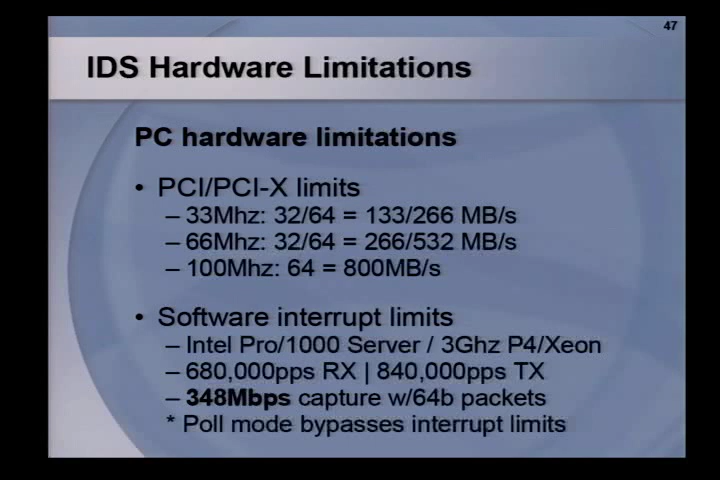 47
IDS Hardware Limitations
PC hardware limitations
• PCI/PCI-X limits
– 33Mhz: 32/64 = 133/266 MB/s
– 66Mhz: 32/64 = 266/532 MB/s
– 100Mhz: 64 = 800MB/s
• Software interrupt limits
– Intel Pro/1000 Server / 3Ghz P4/Xeon
– 680,000pps RX | 840,000pps TX
– 348Mbps capture w/64b packets
* Poll mode bypasses interrupt limits